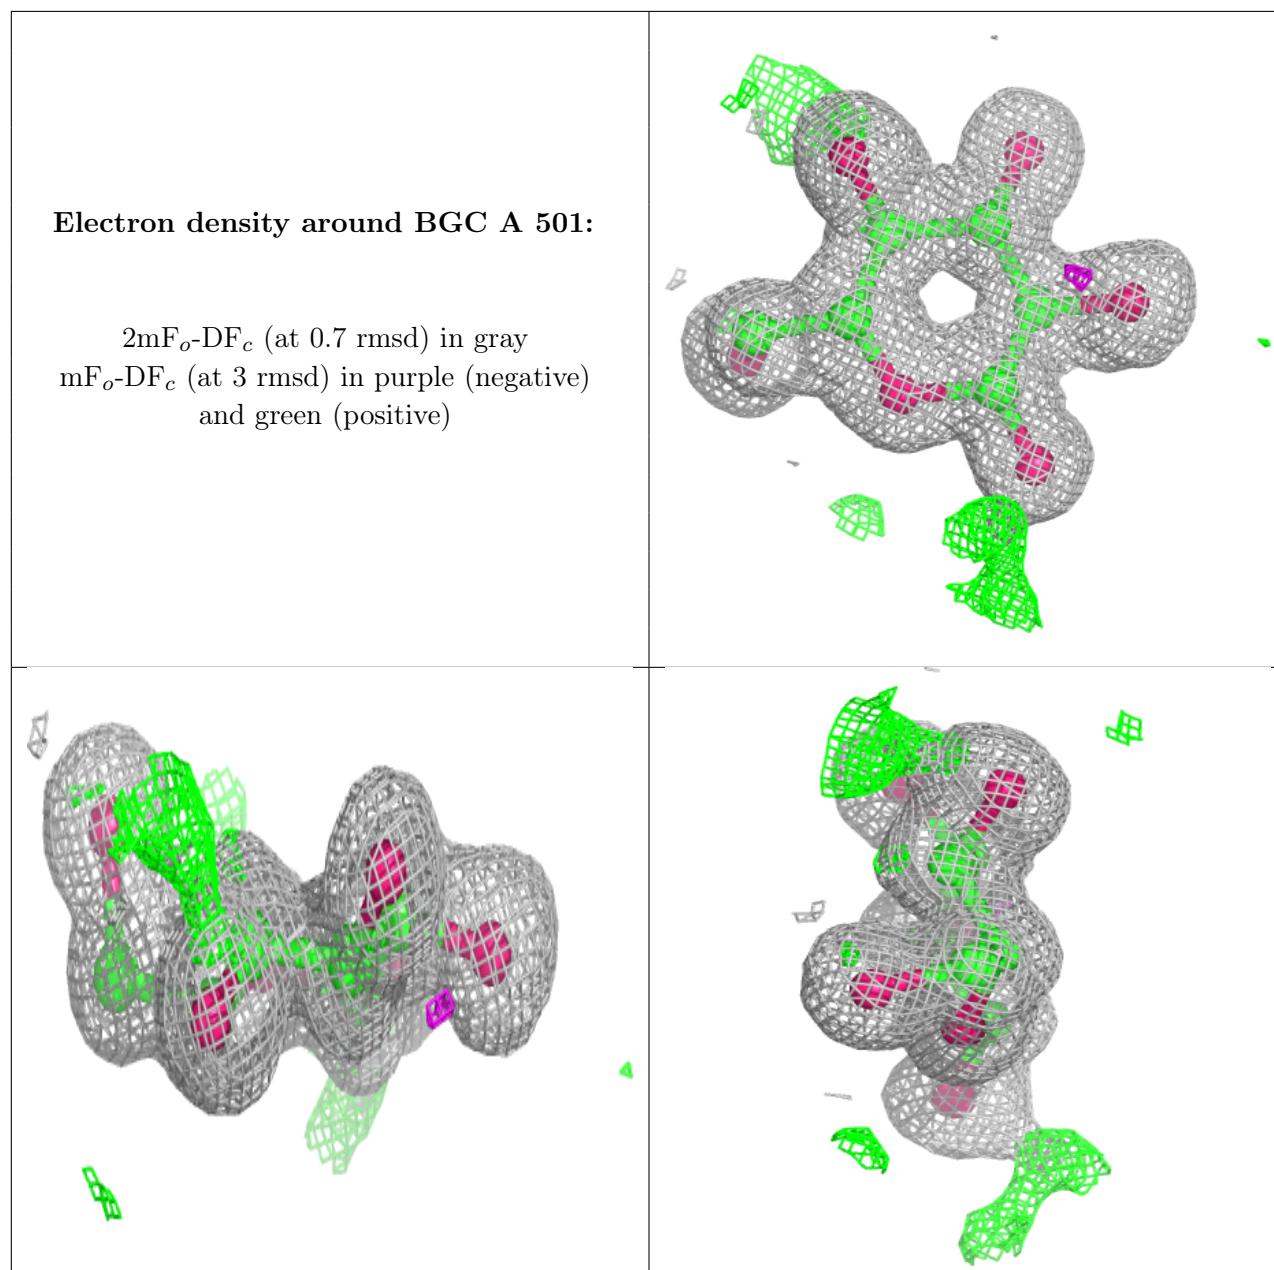 Electron density around BGC A 501:
2mFo-DFc (at 0.7 rmsd) in gray
mFo-DFc (at 3 rmsd) in purple (negative)
and green (positive)